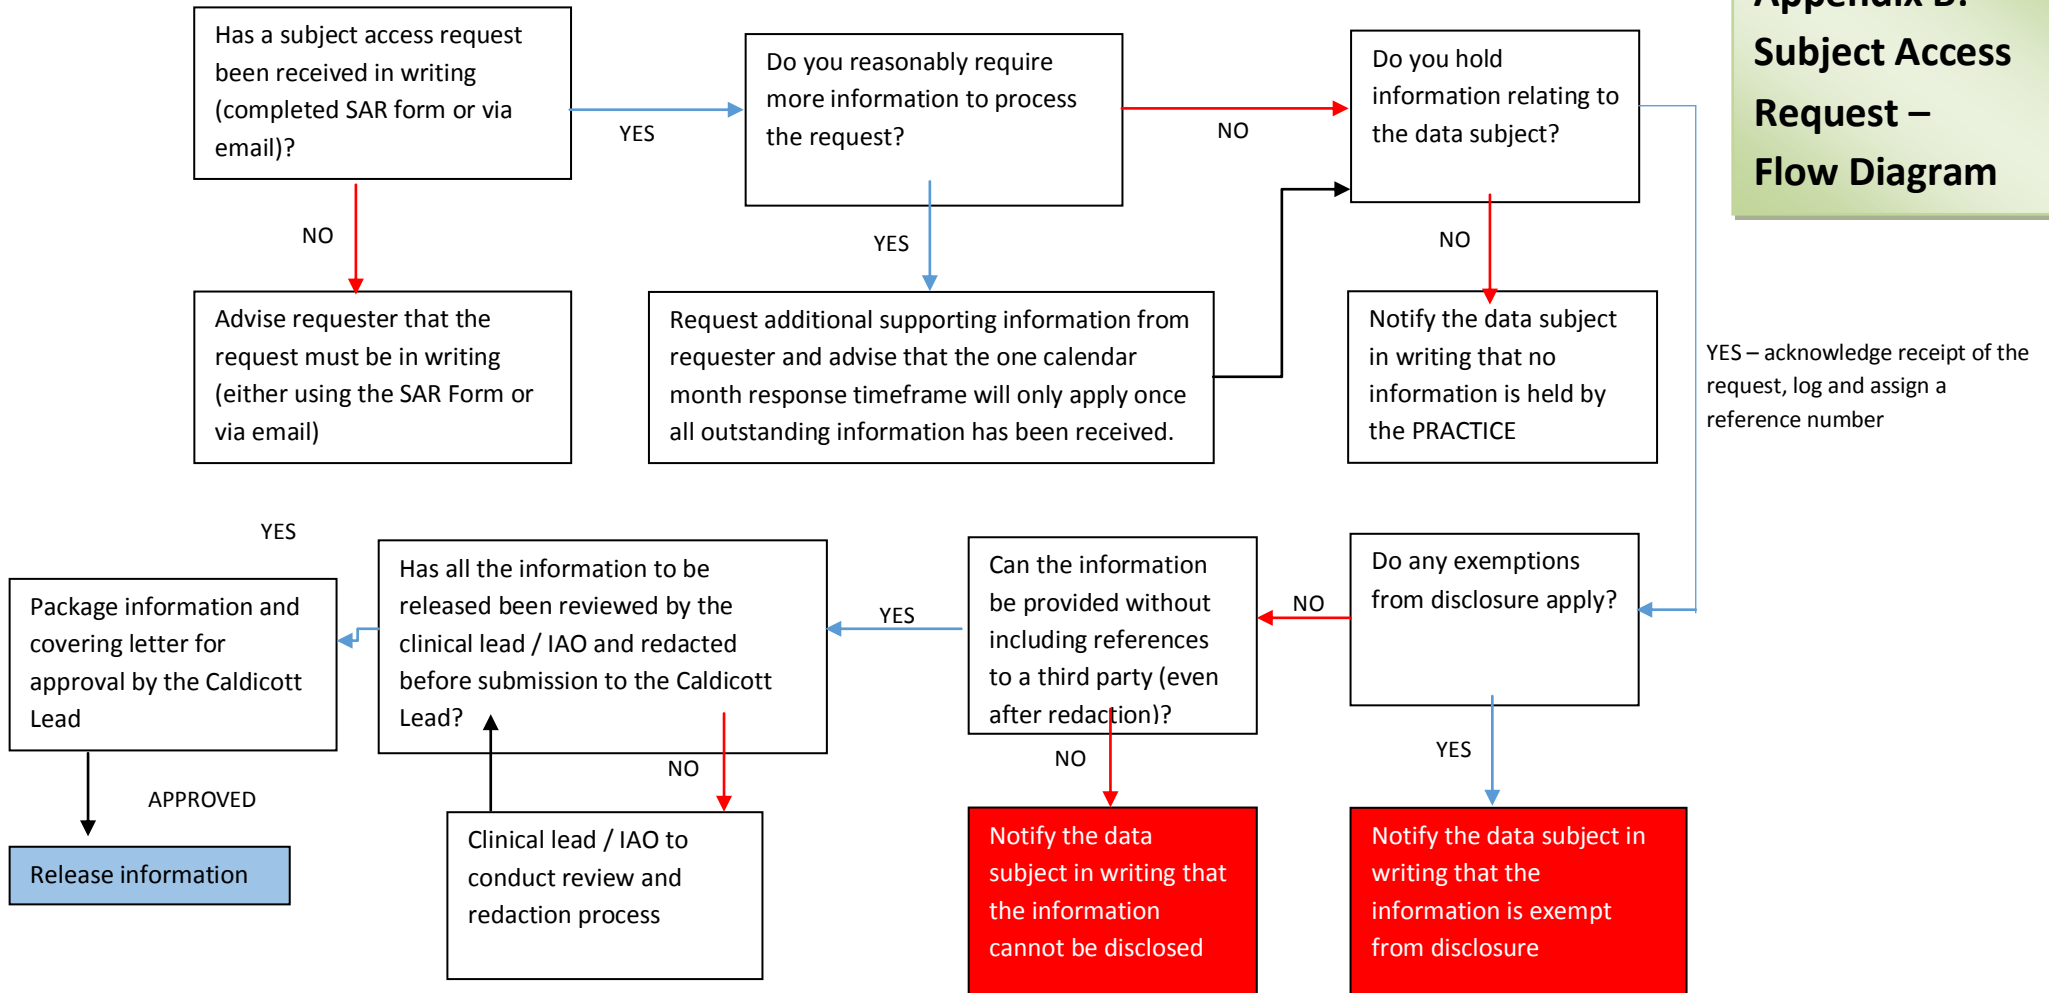 Appendix B:
Subject Access
Request –
Flow Diagram
Has a subject access request
been received in writing
(completed SAR form or via
email)?
YES
NO
Do you reasonably require
more information to process
the request?
NO
YES
Do you hold
information relating to
the data subject?
NO
YES – acknowledge receipt of the
request, log and assign a
reference number
Advise requester that the
request must be in writing
(either using the SAR Form or
via email)
Request additional supporting information from
requester and advise that the one calendar
month response timeframe will only apply once
all outstanding information has been received.
Notify the data subject
in writing that no
information is held by
the PRACTICE
Do any exemptions
from disclosure apply?
NO
YES
Can the information
be provided without
including references
to a third party (even
after redaction)?
YES
NO
Has all the information to be
released been reviewed by the
clinical lead / IAO and redacted
before submission to the Caldicott
Lead?
YES
NO
Package information and
covering letter for
approval by the Caldicott
Lead
APPROVED
Release information
Clinical lead / IAO to
conduct review and
redaction process
Notify the data
subject in writing that
the information
cannot be disclosed
Notify the data subject in
writing that the
information is exempt
from disclosure